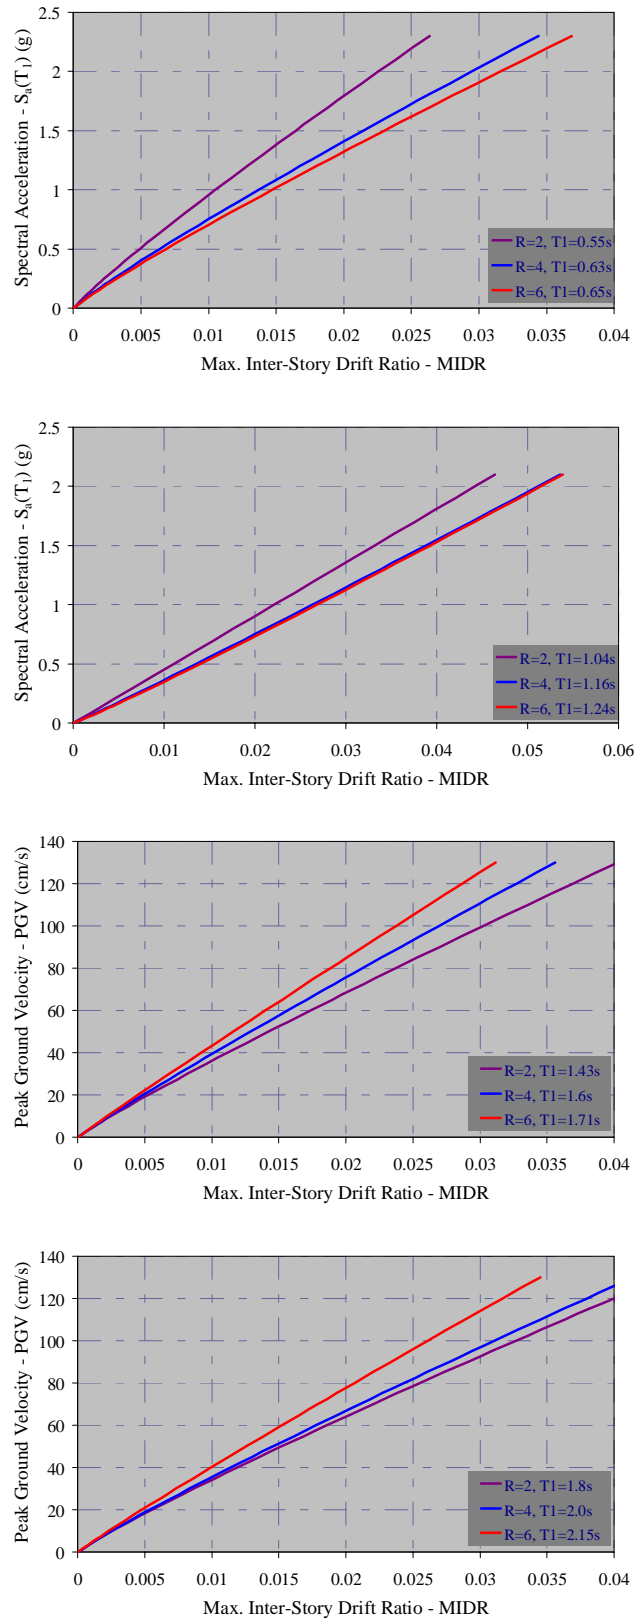 2.5
2
1.5
1
0.5
0
Spectral Acceleration - Sa(T1) (g)
R=2, T1=0.55s
R=4, T1=0.63s
R=6, T1=0.65s
0 0.005 0.01 0.015 0.02 0.025 0.03 0.035 0.04
Max. Inter-Story Drift Ratio - MIDR
2.5
2
1.5
1
0.5
0
Spectral Acceleration - Sa(T1) (g)
R=2, T1=1.04s
R=4, T1=1.16s
R=6, T1=1.24s
0 0.01 0.02 0.03 0.04 0.05 0.06
Max. Inter-Story Drift Ratio - MIDR
140
120
100
80
60
40
20
0
Peak Ground Velocity - PGV (cm/s)
R=2, T1=1.43s
R=4, T1=1.6s
R=6, T1=1.71s
0 0.005 0.01 0.015 0.02 0.025 0.03 0.035 0.04
Max. Inter-Story Drift Ratio - MIDR
140
120
100
80
60
40
20
0
Peak Ground Velocity - PGV (cm/s)
R=2, T1=1.8s
R=4, T1=2.0s
R=6, T1=2.15s
0 0.005 0.01 0.015 0.02 0.025 0.03 0.035 0.04
Max. Inter-Story Drift Ratio - MIDR